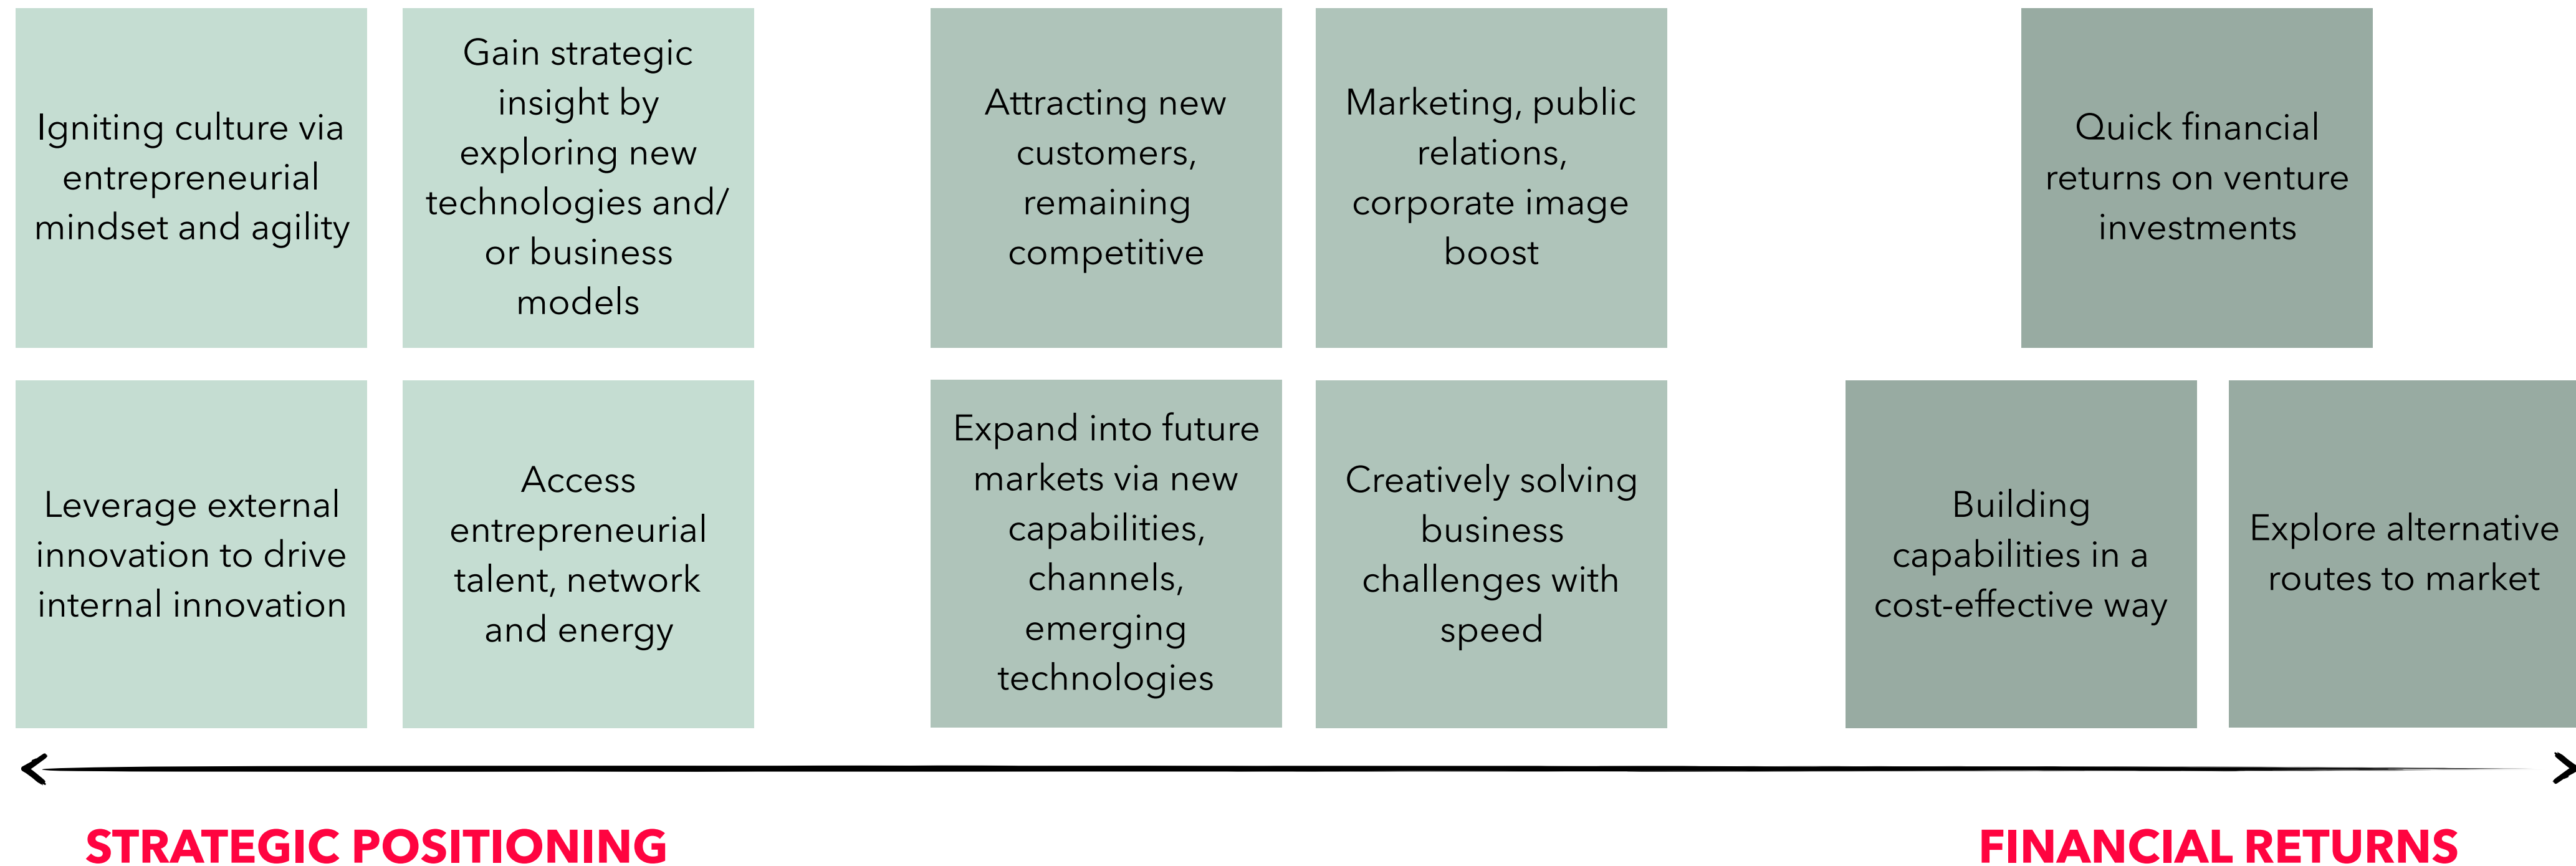 Igniting culture via
entrepreneurial
mindset and agility
Gain strategic
insight by
exploring new
technologies and/
or business
models
Attracting new
customers,
remaining
competitive
Marketing, public
relations,
corporate image
boost
Quick financial
returns on venture
investments
Leverage external
innovation to drive
internal innovation
Access
entrepreneurial
talent, network
and energy
Expand into future
markets via new
capabilities,
channels,
emerging
technologies
Creatively solving
business
challenges with
speed
Building
capabilities in a
cost-effective way
Explore alternative
routes to market
STRATEGIC POSITIONING
FINANCIAL RETURNS